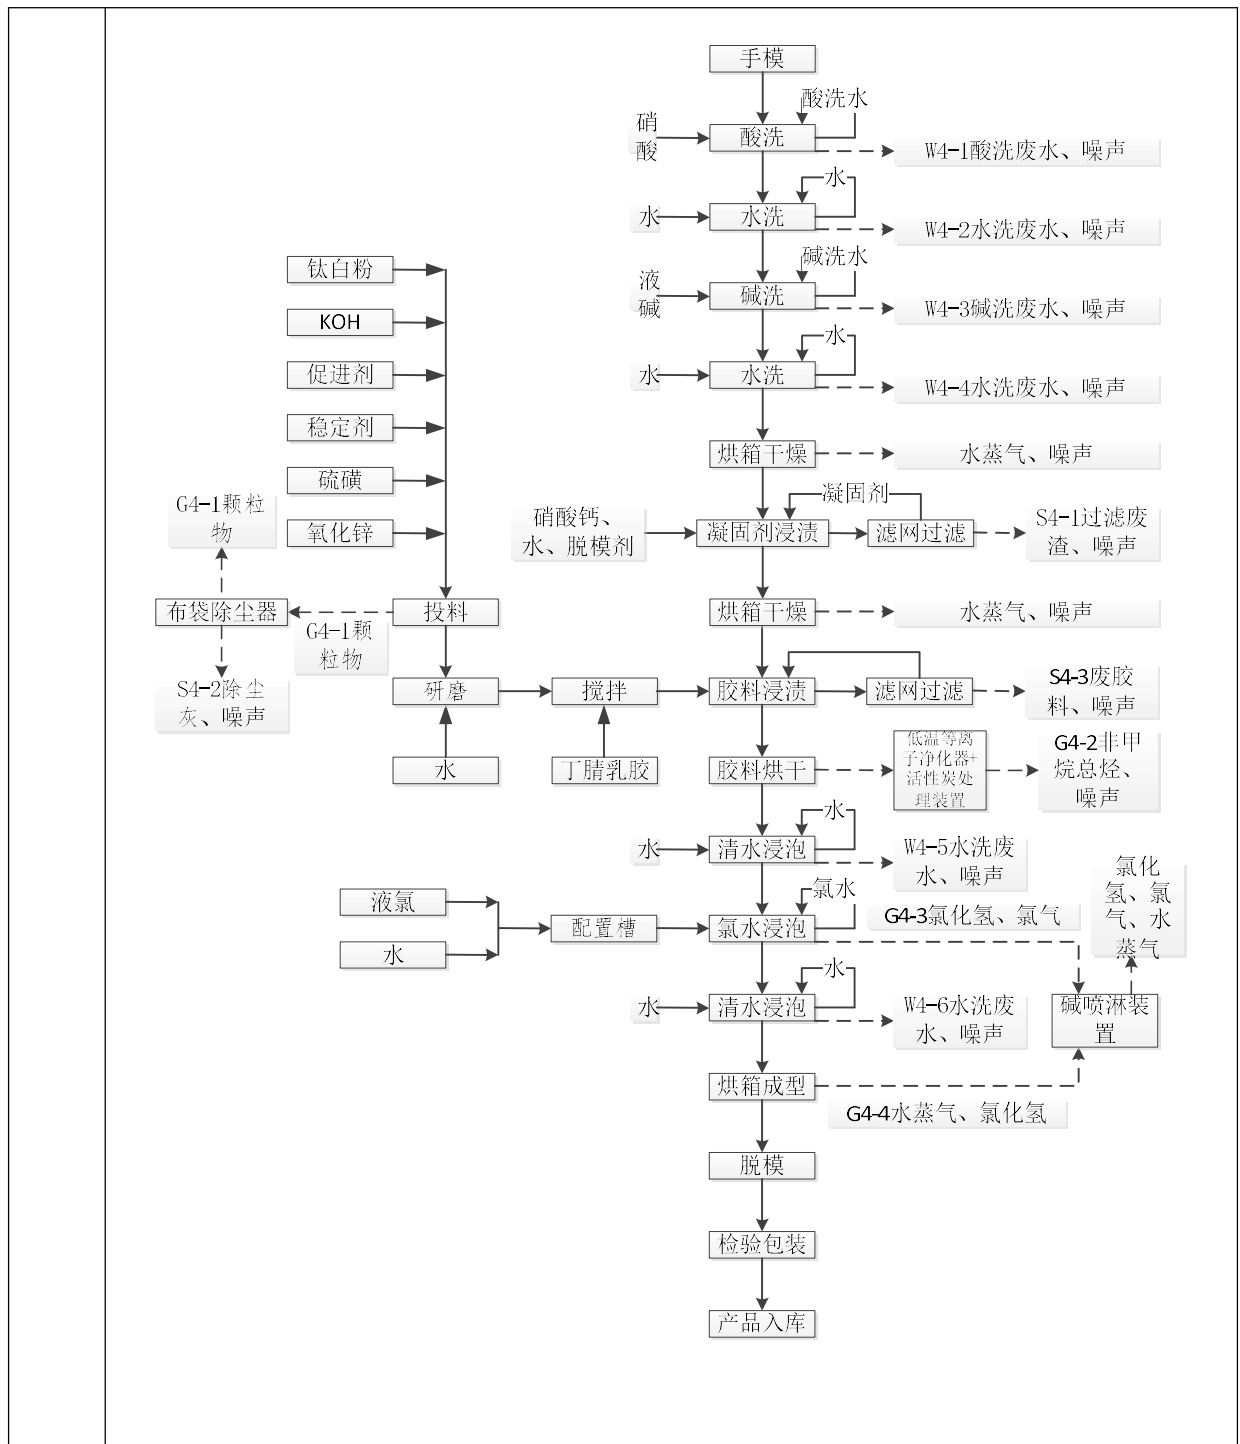 手模
酸洗水
硝
酸
酸洗
W4-1酸洗废水、噪声
水
水
水洗
W4-2水洗废水、噪声
钛白粉
碱洗水
液
碱
碱洗
W4-3碱洗废水、噪声
KOH
水
促进剂
水
水洗
W4-4水洗废水、噪声
稳定剂
烘箱干燥
水蒸气、噪声
硫磺
凝固剂
G4-1颗粒
物
氧化锌
硝酸钙、
水、脱模剂
凝固剂浸渍
滤网过滤
S4-1过滤废
渣、噪声
布袋除尘器
投料
烘箱干燥
水蒸气、噪声
G4-1颗
粒物
S4-2除尘
灰、噪声
研磨
搅拌
胶料浸渍
滤网过滤
S4-3废胶
料、噪声
水
丁腈乳胶
胶料烘干
低温等离
子净化器+
活性炭处
理装置
G4-2非甲
烷总烃、
噪声
水
水
清水浸泡
W4-5水洗废
水、噪声
氯化
氢、氯
气、水
蒸气
液氯
氯水
水
配置槽
氯水浸泡
G4-3氯化氢、氯气
水
水
清水浸泡
W4-6水洗废
水、噪声
碱喷淋装
置
烘箱成型
G4-4水蒸气、氯化氢
脱模
检验包装
产品入库